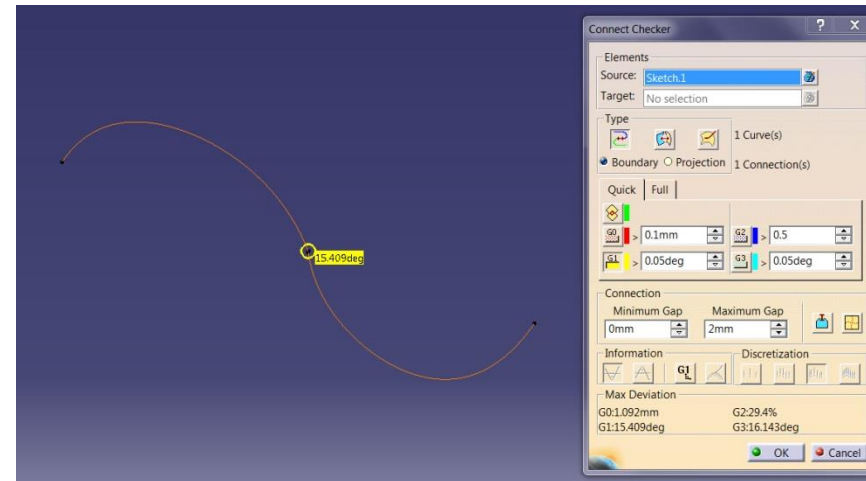 15.409deg
Connect Checker ? X
Elements
Source: Sketch.1
Target: No selection
Type
1 Curve(s)
Boundary Projection 1 Connection(s)
Quick Full
G0 > 0.1mm G2 > 0.5
G1 > 0.05deg G3 > 0.05deg
Connection
Minimum Gap Maximum Gap
0mm 2mm
Information Discretization
G1
Max Deviation
G0:1.092mm G2:29.4%
G1:15.409deg G3:16.143deg
OK Cancel